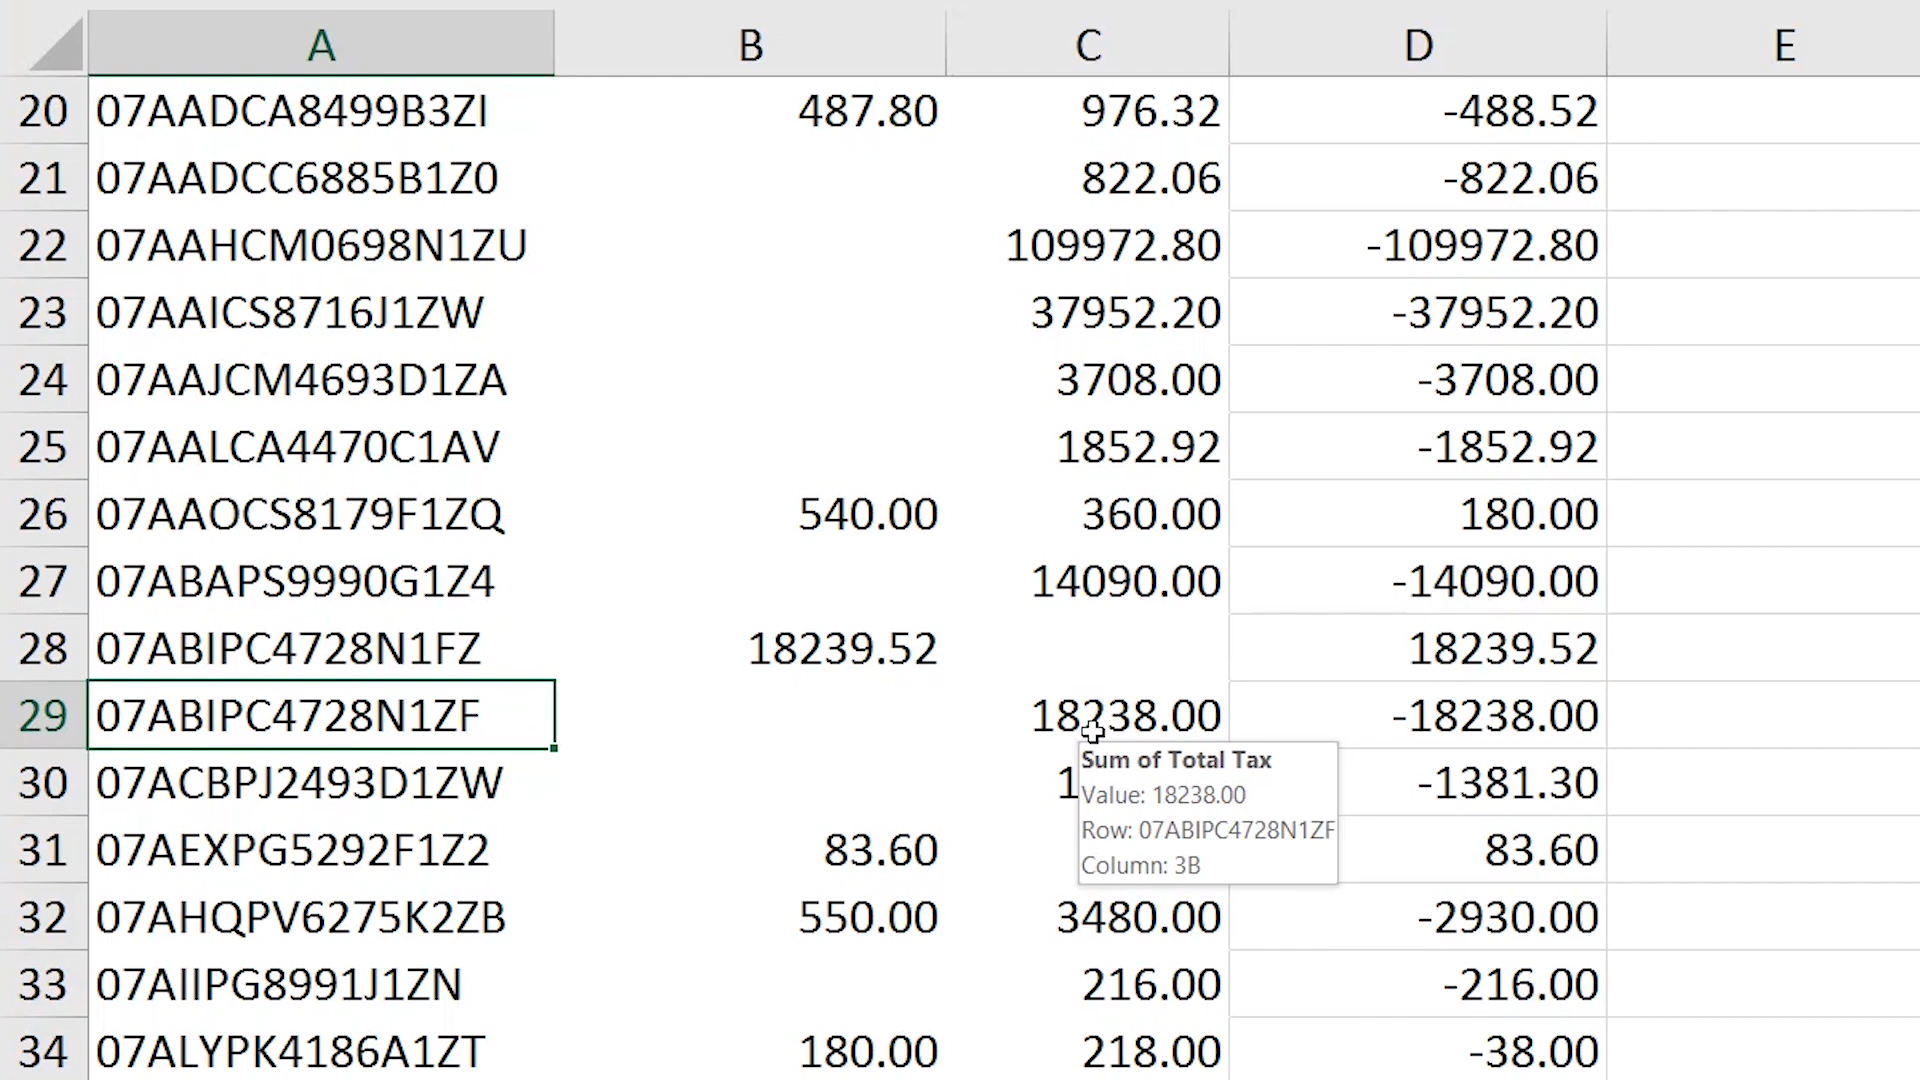 A B C D E
20 07AADCA8499B3ZI 487.80 976.32 -488.52
21 07AADCC6885B1Z0 822.06 -822.06
22 07AAHCM0698N1ZU 109972.80 -109972.80
23 07AAICS8716J1ZW 37952.20 -37952.20
24 07AAJCM4693D1ZA 3708.00 -3708.00
25 07AALCA4470C1AV 1852.92 -1852.92
26 07AAOCS8179F1ZQ 540.00 360.00 180.00
27 07ABAPS9990G1Z4 14090.00 -14090.00
28 07ABIPC4728N1FZ 18239.52 18239.52
29 07ABIPC4728N1ZF 18238.00 -18238.00
Sum of Total Tax
30 07ACBPJ2493D1ZW 1 -1381.30
Value: 18238.00
Row: 07ABIPC4728N1ZF
31 07AEXPG5292F1Z2 83.60 83.60
Column: 3B
32 07AHQPV6275K2ZB 550.00 3480.00 -2930.00
33 07AIIPG8991J1ZN 216.00 -216.00
34 07ALYPK4186A1ZT 180.00 218.00 -38.00